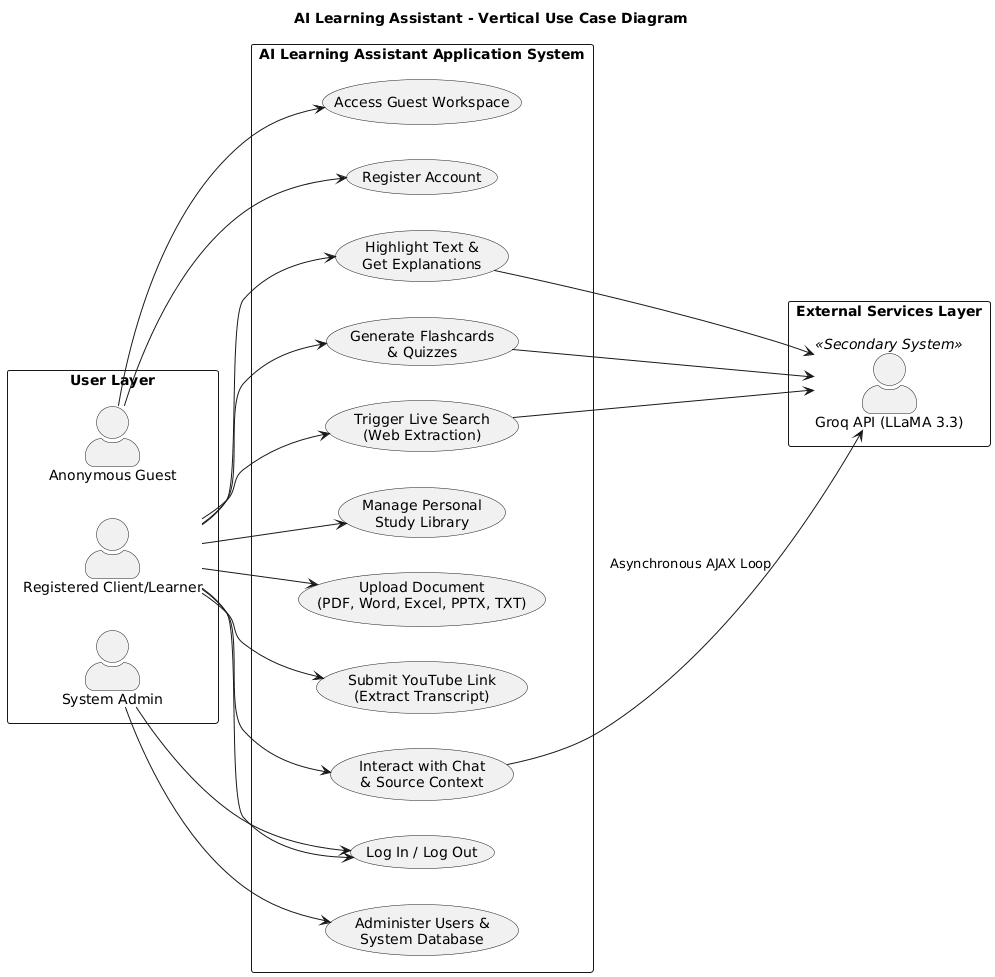 AI Learning Assistant - Vertical Use Case Diagram
AI Learning Assistant Application System
Access Guest Workspace
Register Account
Highlight Text &
Get Explanations
Generate Flashcards
& Quizzes
Trigger Live Search
(Web Extraction)
Manage Personal
Study Library
Upload Document
(PDF, Word, Excel, PPTX, TXT)
Submit YouTube Link
(Extract Transcript)
Interact with Chat
& Source Context
Log In / Log Out
Administer Users &
System Database
User Layer
Anonymous Guest
Registered Client/Learner
System Admin
External Services Layer
«Secondary System»
Groq API (LLaMA 3.3)
Asynchronous AJAX Loop